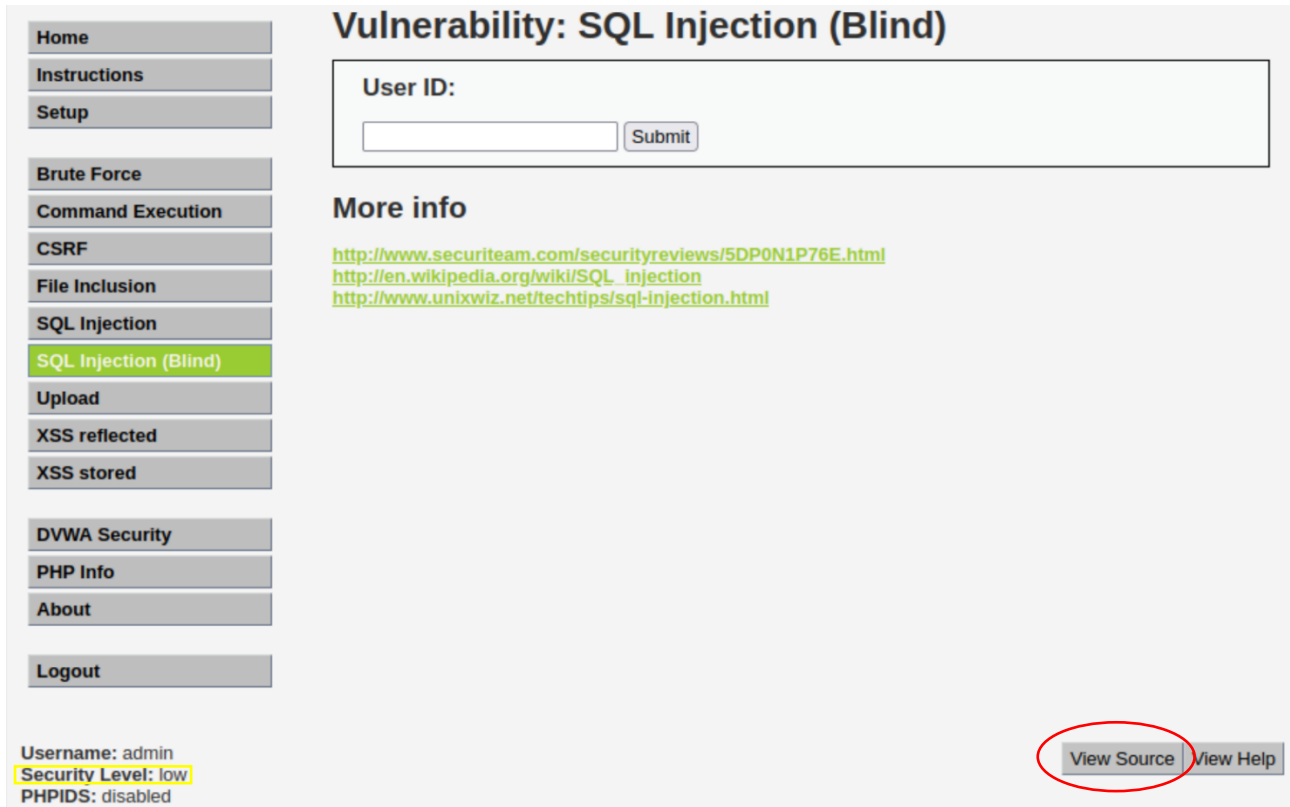 Home
Instructions
Setup
Brute Force
Command Execution
CSRF
File Inclusion
SQL Injection
SQL Injection (Blind)
Upload
XSS reflected
XSS stored
DVWA Security
PHP Info
About
Logout
Vulnerability: SQL Injection (Blind)
User ID:
Submit
More info
http://www.securiteam.com/securityreviews/5DP0N1P76E.html
http://en.wikipedia.org/wiki/SQL_injection
http://www.unixwiz.net/techtips/sql-injection.html
Username: admin
Security Level: low
PHPIDS: disabled
View Source View Help